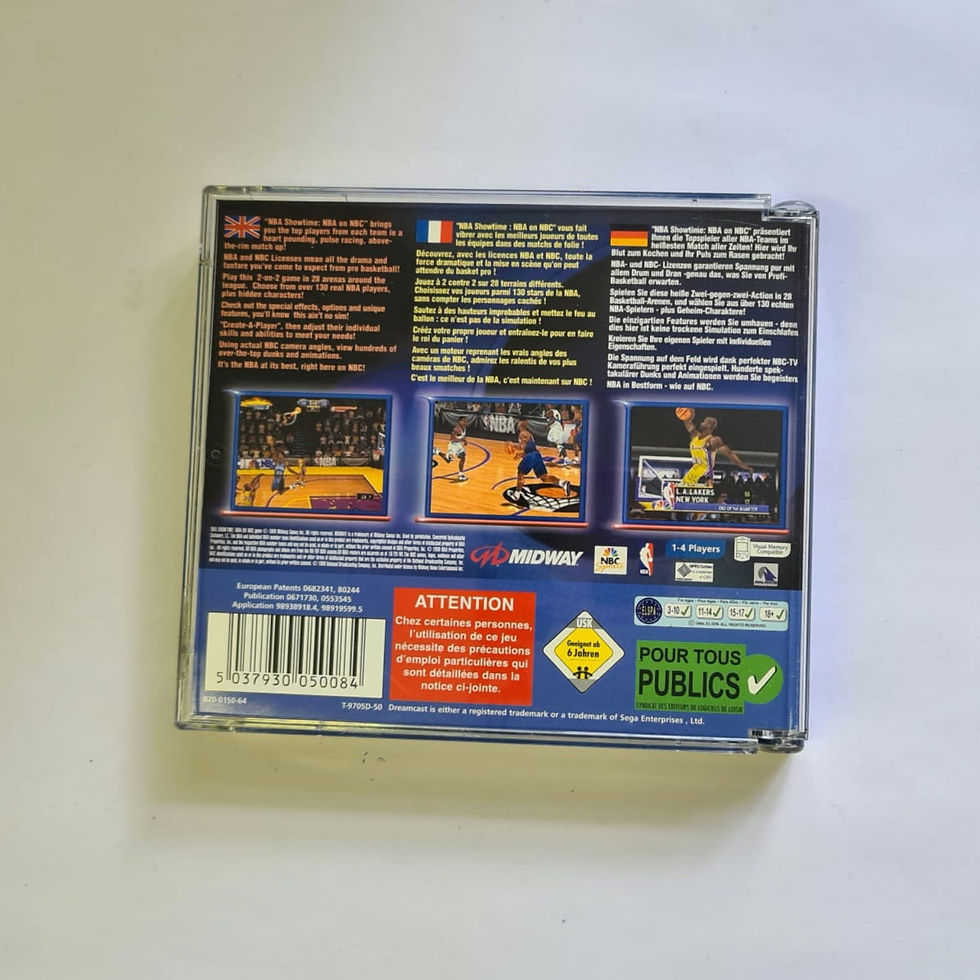 "NBA Showtime: NBA on NBC" brings
you the top players from each team in a
heart pounding, pulse racing, above-
the-rim match up!
NBA and NBC Licenses mean all the drama and
fanfare you've come to expect from pro basketball!
Play this 2-on-2 game in 28 arenas around the
league. Choose from over 130 real NBA players,
plus hidden characters!
Check out the special effects, options and unique
features, you'll know this ain't no sim!
"Create-A-Player", then adjust their individual
skills and abilities to meet your needs!
Using actual NBC camera angles, view hundreds of
over-the-top dunks and animations.
It's the NBA at its best, right here on NBC!
"NBA Showtime: NBA on NBC" vous fait
vibrer avec les meilleurs joueurs de toutes
les équipes dans des matchs de folie !
Découvrez, avec les licences NBA et NBC, toute la
force dramatique et la mise en scène qu'on peut
attendre du basket pro !
Jouez à 2 contre 2 sur 28 terrains différents.
Choisissez vos joueurs parmi 130 stars de la NBA,
sans compter les personnages cachés !
Sautez à des hauteurs improbables et mettez le feu au
ballon : ce n'est pas de la simulation !
Crééz votre propre joueur et entraînez-le pour en faire
le roi du panier !
Avec un moteur reprenant les vrais angles des
caméras de NBC, admirez les ralentis de vos plus
beaux smatches !
C'est le meilleur de la NBA, c'est maintenant sur NBC !
"NBA Showtime: NBA on NBC" präsentiert
Ihnen die Topspieler aller NBA-Teams im
heißesten Match aller Zeiten! Hier wird Ihr
Blut zum Kochen und Ihr Puls zum Rasen gebracht!
NBA- und NBC- Lizenzen garantieren Spannung pur mit
allem Drum und Dran -genau das, was Sie von Profi-
Basketball erwarten.
Spielen Sie diese heiße Zwei-gegen-zwei-Action in 28
Basketball-Arenen, und wählen Sie aus über 130 echten
NBA-Spielern - plus Geheim-Charaktere!
Die einzigartigen Features werden Sie umhauen - denn
dies hier ist keine trockene Simulation zum Einschlafen
Kreieren Sie Ihre eigenen Spieler mit individuellen
Eigenschaften.
Die Spannung auf dem Feld wird dank perfekter NBC-TV
Kameraführung perfekt eingespielt. Hunderte spek-
takulärer Dunks und Animationen werden Sie begeistern
NBA in Bestform - wie auf NBC.
NBA
NBA
L.A. LAKERS
NEW YORK
END OF 1st QUARTER
MIDWAY
NBC
Sports
NBA
1-4 Players
Visual Memory
Compatible
European Patents 0682341, 80244
Publication 0671730, 0553545
Application 98938918.4, 98919599.5
5 037930 050084
820-0150-64
T-9705D-50
ATTENTION
Chez certaines personnes,
l'utilisation de ce jeu
nécessite des précautions
d'emploi particulières qui
sont détaillées dans la
notice ci-jointe.
USK
Geeignet ab
6 Jahren
ELSPA
3-10
11-14
15-17
18+
POUR TOUS
PUBLICS
SYNDICAT DES EDITEURS DE LOGICIELS DE LOISIR
Dreamcast is either a registered trademark or a trademark of Sega Enterprises , Ltd.